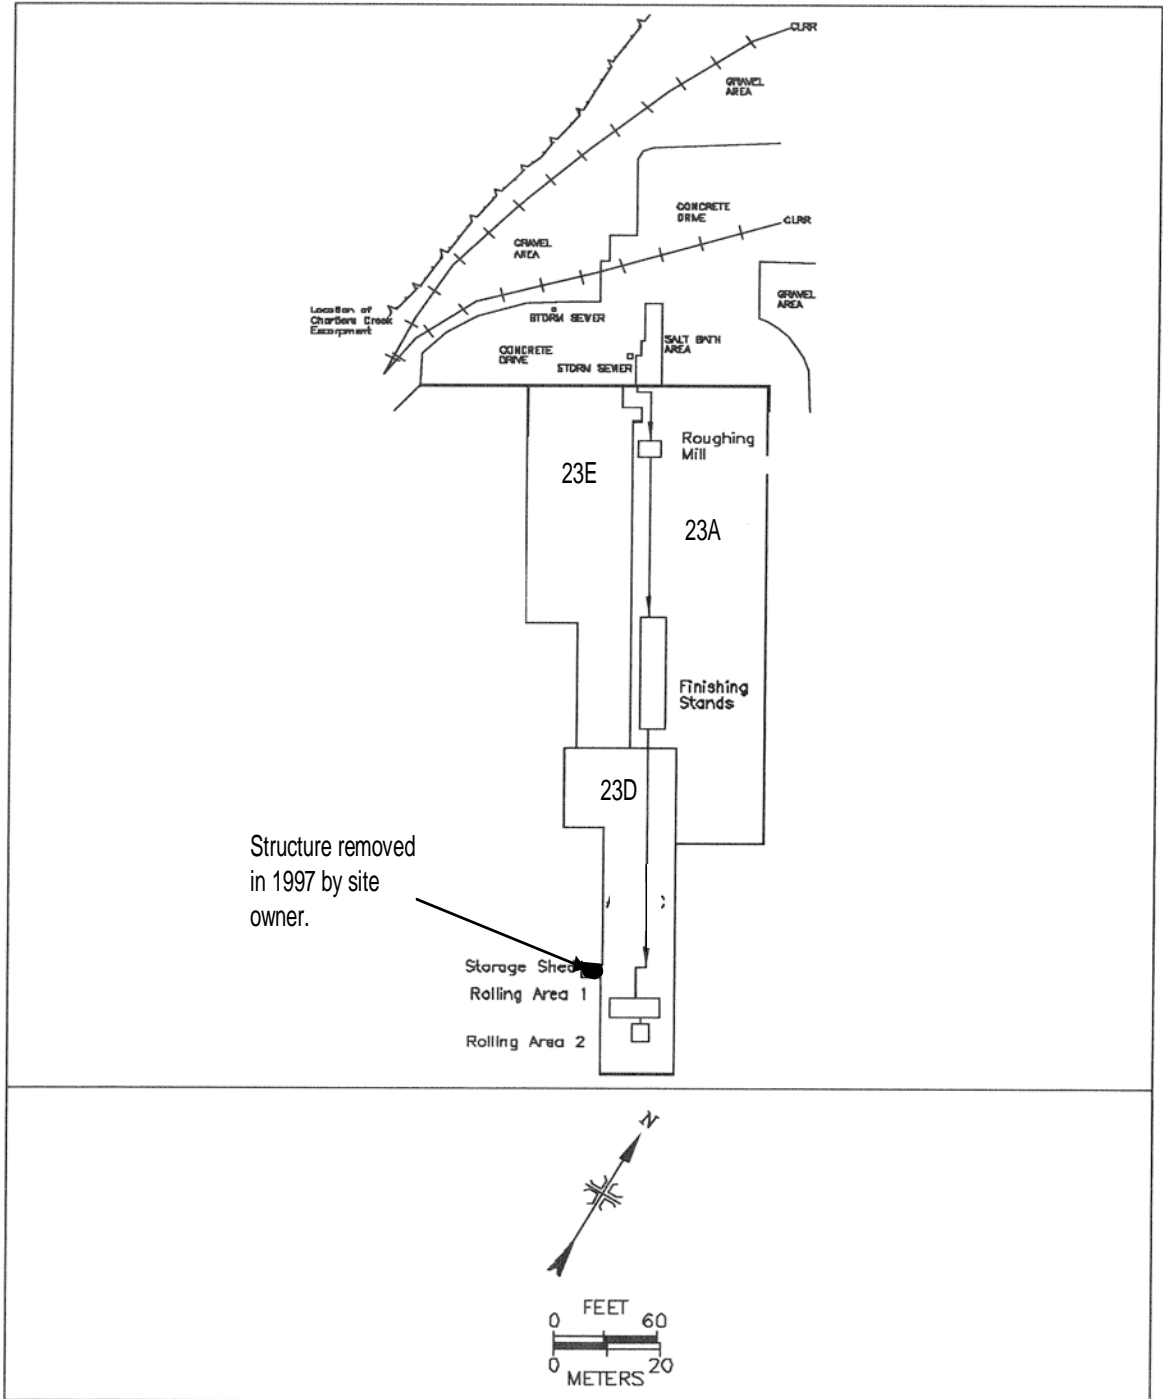 CLRR
GRAVEL
AREA
CONCRETE
DRIVE
CLRR
GRAVEL
AREA
GRAVEL
AREA
Location of
Chartiers Creek
Escarpment
STORM SEWER
CONCRETE
DRIVE
STORM SEWER
SALT BATH
AREA
Roughing
Mill
23E
23A
Finishing
Stands
23D
Structure removed
in 1997 by site
owner.
Storage Shed
Rolling Area 1
Rolling Area 2
N
FEET
0 60
0 20
METERS